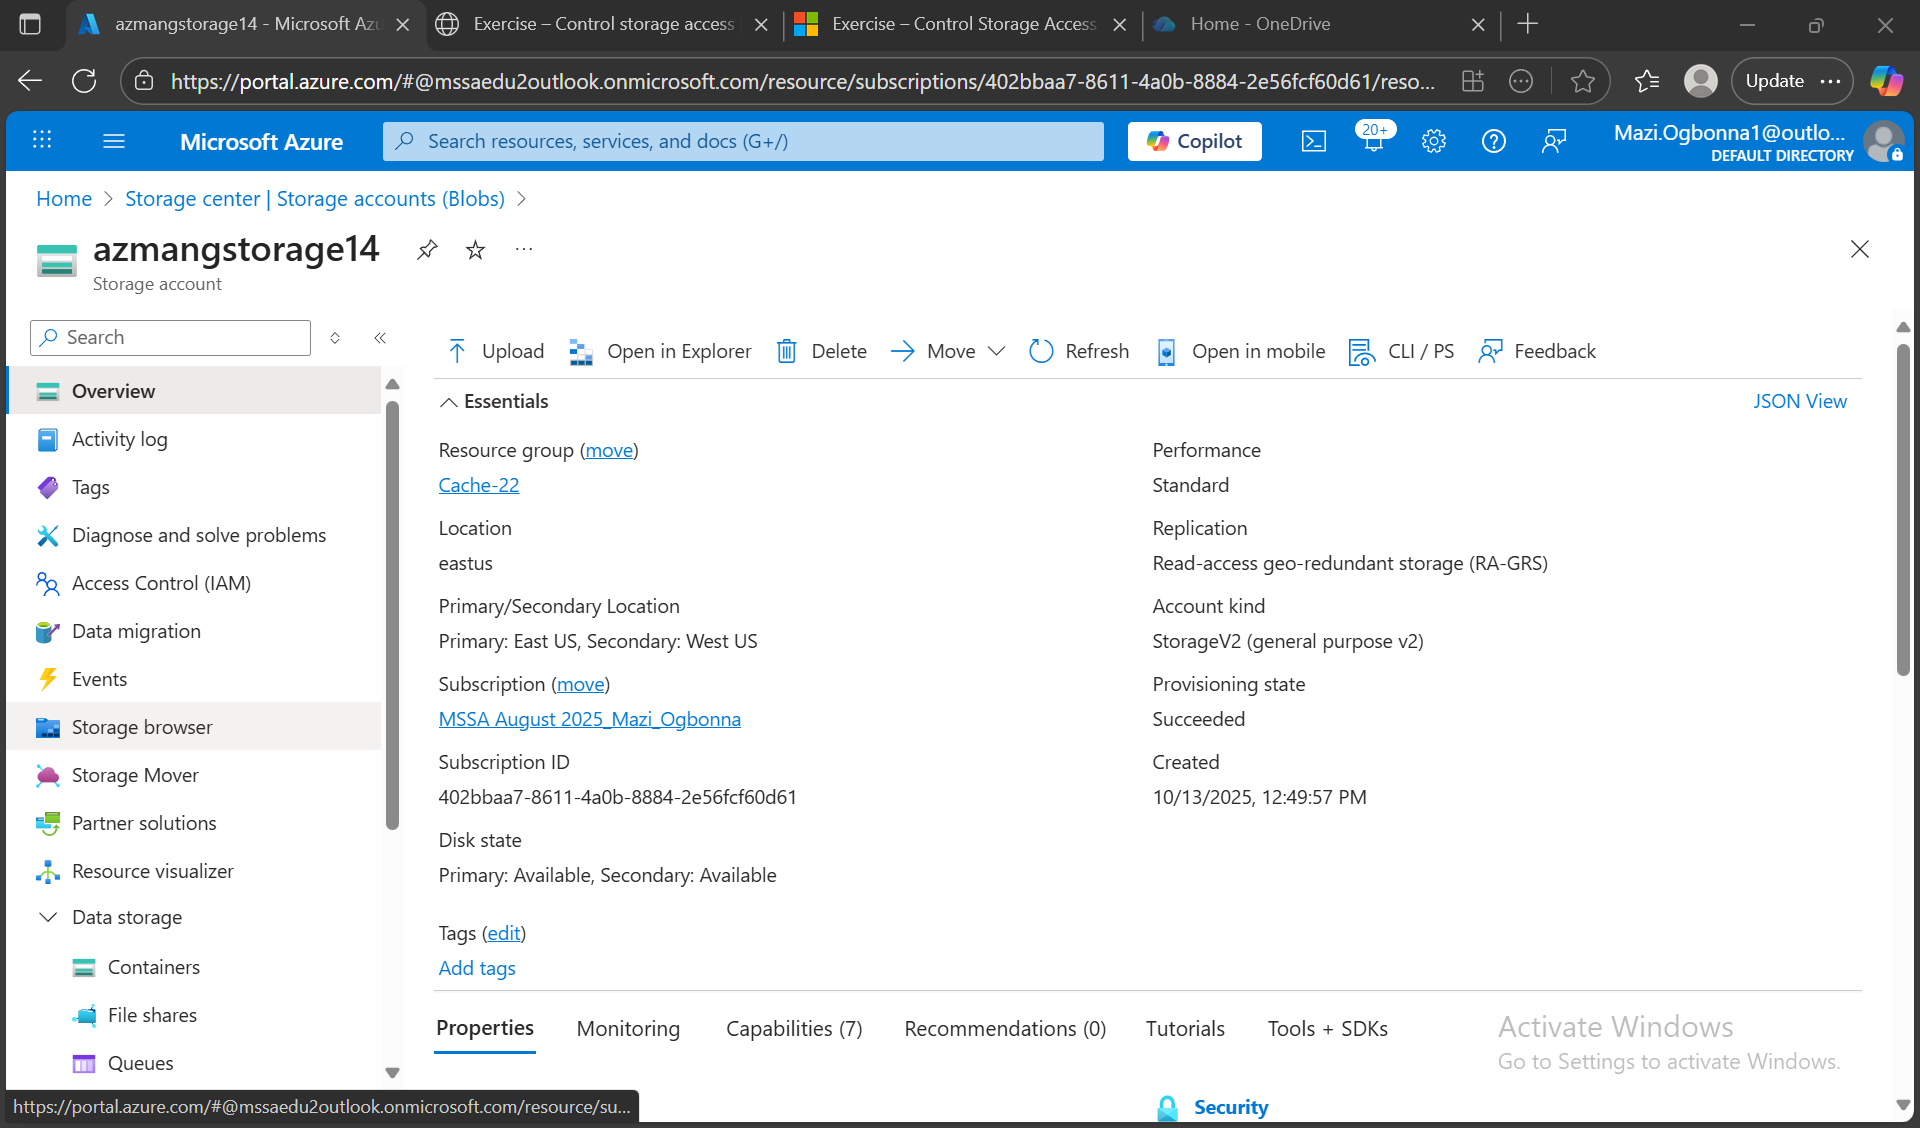 azmangstorage14 - Microsoft Azu
Exercise – Control storage access
Exercise – Control Storage Access
Home - OneDrive
https://portal.azure.com/#@mssaedu2outlook.onmicrosoft.com/resource/subscriptions/402bbaa7-8611-4a0b-8884-2e56fcf60d61/reso...
Update
Microsoft Azure
Search resources, services, and docs (G+/)
Copilot
20+
Mazi.Ogbonna1@outlo...
DEFAULT DIRECTORY
Home > Storage center | Storage accounts (Blobs) >
azmangstorage14
Storage account
Search
Upload
Open in Explorer
Delete
Move
Refresh
Open in mobile
CLI / PS
Feedback
Overview
Activity log
Tags
Diagnose and solve problems
Access Control (IAM)
Data migration
Events
Storage browser
Storage Mover
Partner solutions
Resource visualizer
Data storage
Containers
File shares
Queues
Essentials
JSON View
Resource group (move)
Cache-22
Location
eastus
Primary/Secondary Location
Primary: East US, Secondary: West US
Subscription (move)
MSSA August 2025_Mazi_Ogbonna
Subscription ID
402bbaa7-8611-4a0b-8884-2e56fcf60d61
Disk state
Primary: Available, Secondary: Available
Tags (edit)
Add tags
Performance
Standard
Replication
Read-access geo-redundant storage (RA-GRS)
Account kind
StorageV2 (general purpose v2)
Provisioning state
Succeeded
Created
10/13/2025, 12:49:57 PM
Properties
Monitoring
Capabilities (7)
Recommendations (0)
Tutorials
Tools + SDKs
Security
Activate Windows
Go to Settings to activate Windows.
https://portal.azure.com/#@mssaedu2outlook.onmicrosoft.com/resource/su...